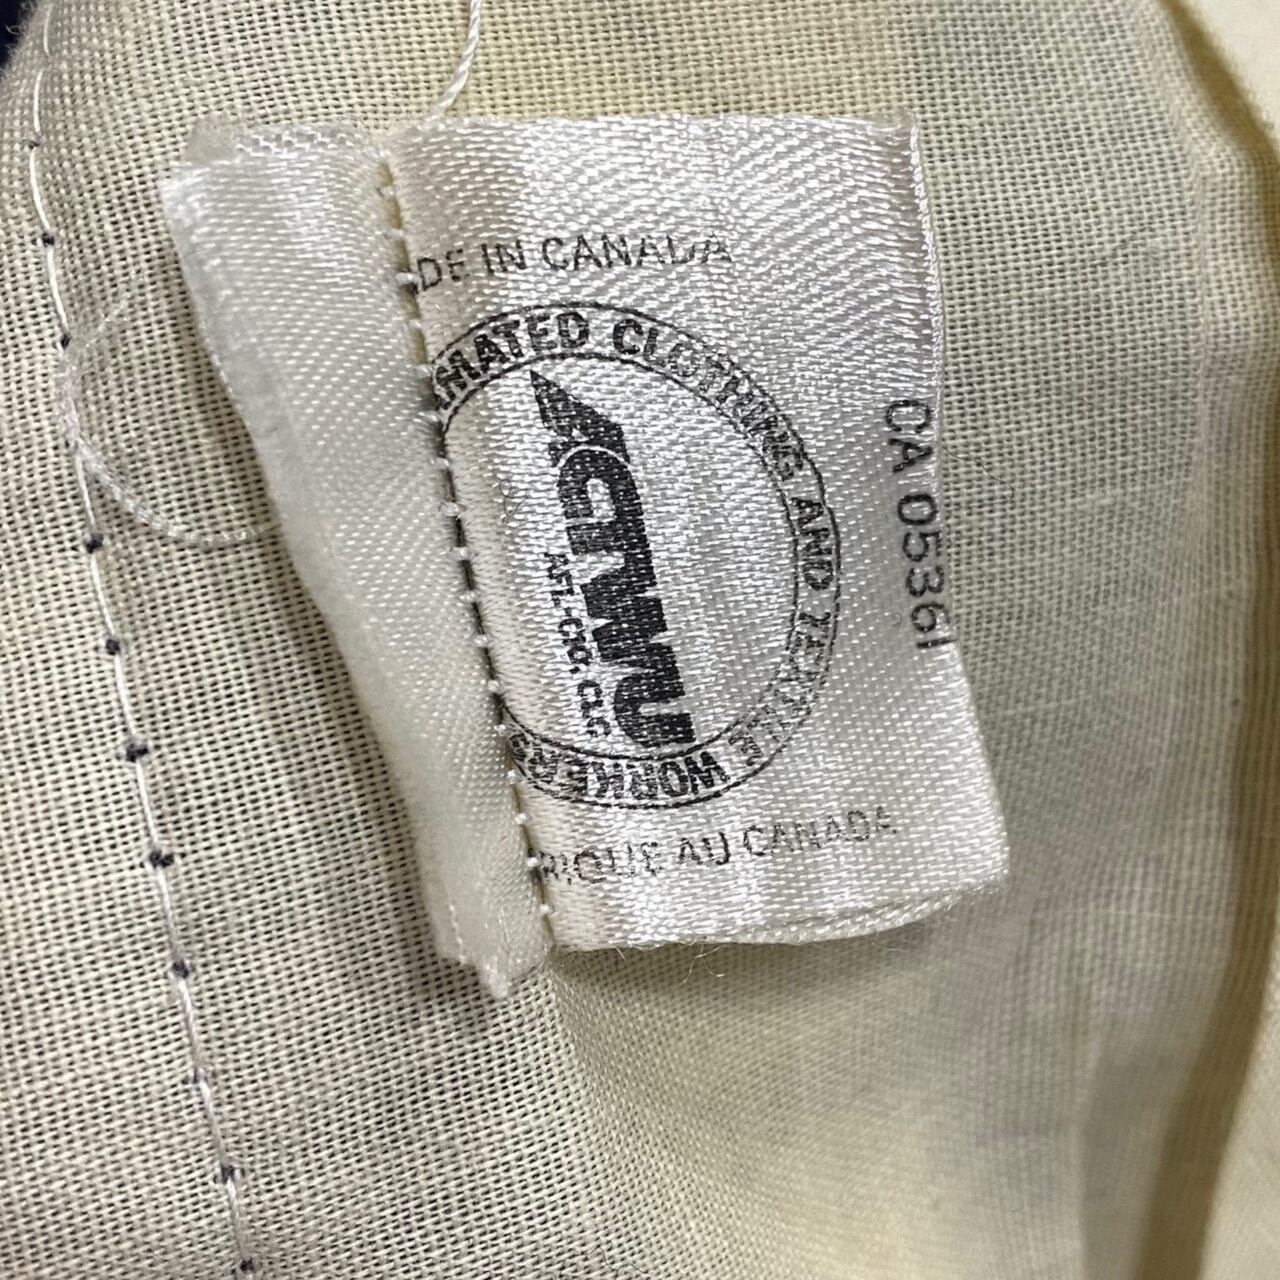 DE IN CANADA
MATED CLOTHING AND TEXTILE WORKERS
ACTWU
AFL-CIO, CLC
RIQUE AU CANADA
CA 05361